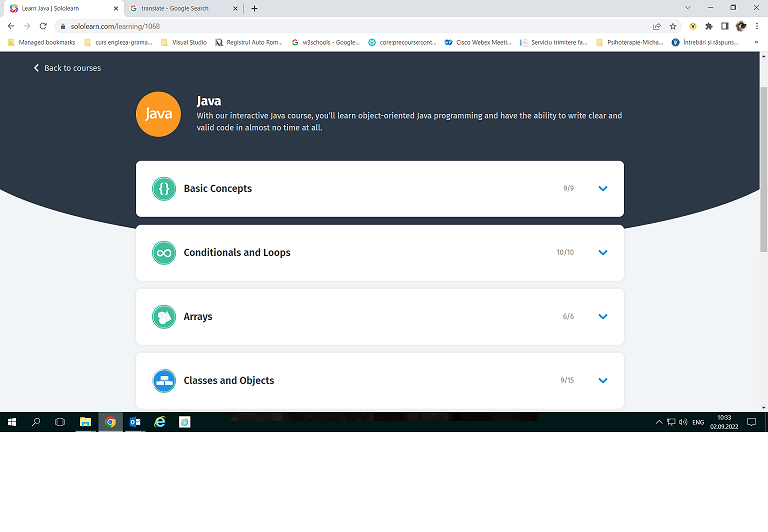 Learn Java | Sololearn
translate - Google Search
sololearn.com/learning/1068
Managed bookmarks
curs engleza-grama...
Visual Studio
Registrul Auto Rom...
w3schools - Google...
core|precourse:cont...
Cisco Webex Meeti...
Serviciu trimitere fa...
Psihoterapie-Micha...
Întrebări și răspuns...
Back to courses
Java
Java
With our interactive Java course, you'll learn object-oriented Java programming and have the ability to write clear and
valid code in almost no time at all.
Basic Concepts 9/9
Conditionals and Loops 10/10
Arrays 6/6
Classes and Objects 9/15
ENG
10:33
02.09.2022